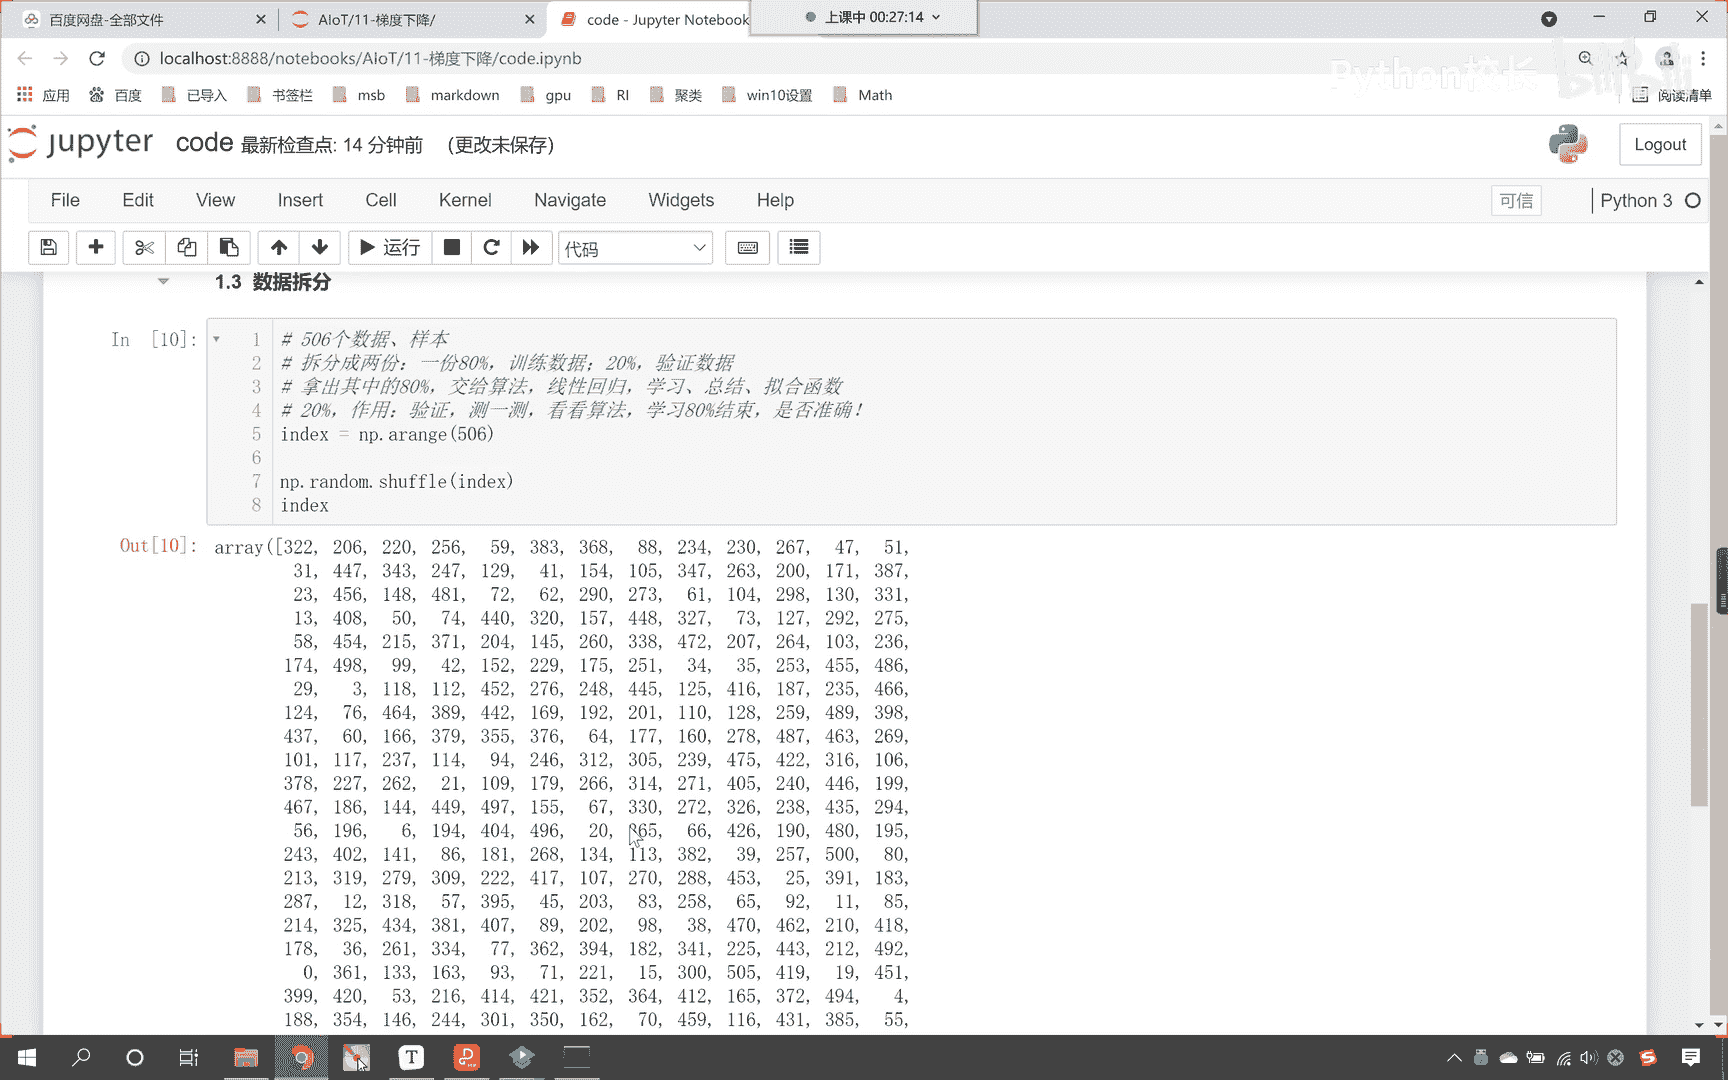 百度网盘-全部文件
AIoT/11-梯度下降/
code - Jupyter Notebook
上课中 00:27:14
localhost:8888/notebooks/AIoT/11-梯度下降/code.ipynb
Python校长 bilibili
应用 百度 已导入 书签栏 msb markdown gpu RI 聚类 win10设置 Math 阅读清单
jupyter code 最新检查点: 14 分钟前 (更改未保存) Logout
File Edit View Insert Cell Kernel Navigate Widgets Help 可信 Python 3
运行 代码
1.3 数据拆分
In [10]:
1 # 506个数据、样本
2 # 拆分成两份: 一份80%, 训练数据; 20%, 验证数据
3 # 拿出其中的80%, 交给算法, 线性回归, 学习、总结、拟合函数
4 # 20%, 作用: 验证, 测一测, 看看算法, 学习80%结束, 是否准确!
5 index = np.arange(506)
6
7 np.random.shuffle(index)
8 index
Out[10]: array([322, 206, 220, 256, 59, 383, 368, 88, 234, 230, 267, 47, 51,
31, 447, 343, 247, 129, 41, 154, 105, 347, 263, 200, 171, 387,
23, 456, 148, 481, 72, 62, 290, 273, 61, 104, 298, 130, 331,
13, 408, 50, 74, 440, 320, 157, 448, 327, 73, 127, 292, 275,
58, 454, 215, 371, 204, 145, 260, 338, 472, 207, 264, 103, 236,
174, 498, 99, 42, 152, 229, 175, 251, 34, 35, 253, 455, 486,
29, 3, 118, 112, 452, 276, 248, 445, 125, 416, 187, 235, 466,
124, 76, 464, 389, 442, 169, 192, 201, 110, 128, 259, 489, 398,
437, 60, 166, 379, 355, 376, 64, 177, 160, 278, 487, 463, 269,
101, 117, 237, 114, 94, 246, 312, 305, 239, 475, 422, 316, 106,
378, 227, 262, 21, 109, 179, 266, 314, 271, 405, 240, 446, 199,
467, 186, 144, 449, 497, 155, 67, 330, 272, 326, 238, 435, 294,
56, 196, 6, 194, 404, 496, 20, 365, 66, 426, 190, 480, 195,
243, 402, 141, 86, 181, 268, 134, 113, 382, 39, 257, 500, 80,
213, 319, 279, 309, 222, 417, 107, 270, 288, 453, 25, 391, 183,
287, 12, 318, 57, 395, 45, 203, 83, 258, 65, 92, 11, 85,
214, 325, 434, 381, 407, 89, 202, 98, 38, 470, 462, 210, 418,
178, 36, 261, 334, 77, 362, 394, 182, 341, 225, 443, 212, 492,
0, 361, 133, 163, 93, 71, 221, 15, 300, 505, 419, 19, 451,
399, 420, 53, 216, 414, 421, 352, 364, 412, 165, 372, 494, 4,
188, 354, 146, 244, 301, 350, 162, 70, 459, 116, 431, 385, 55,